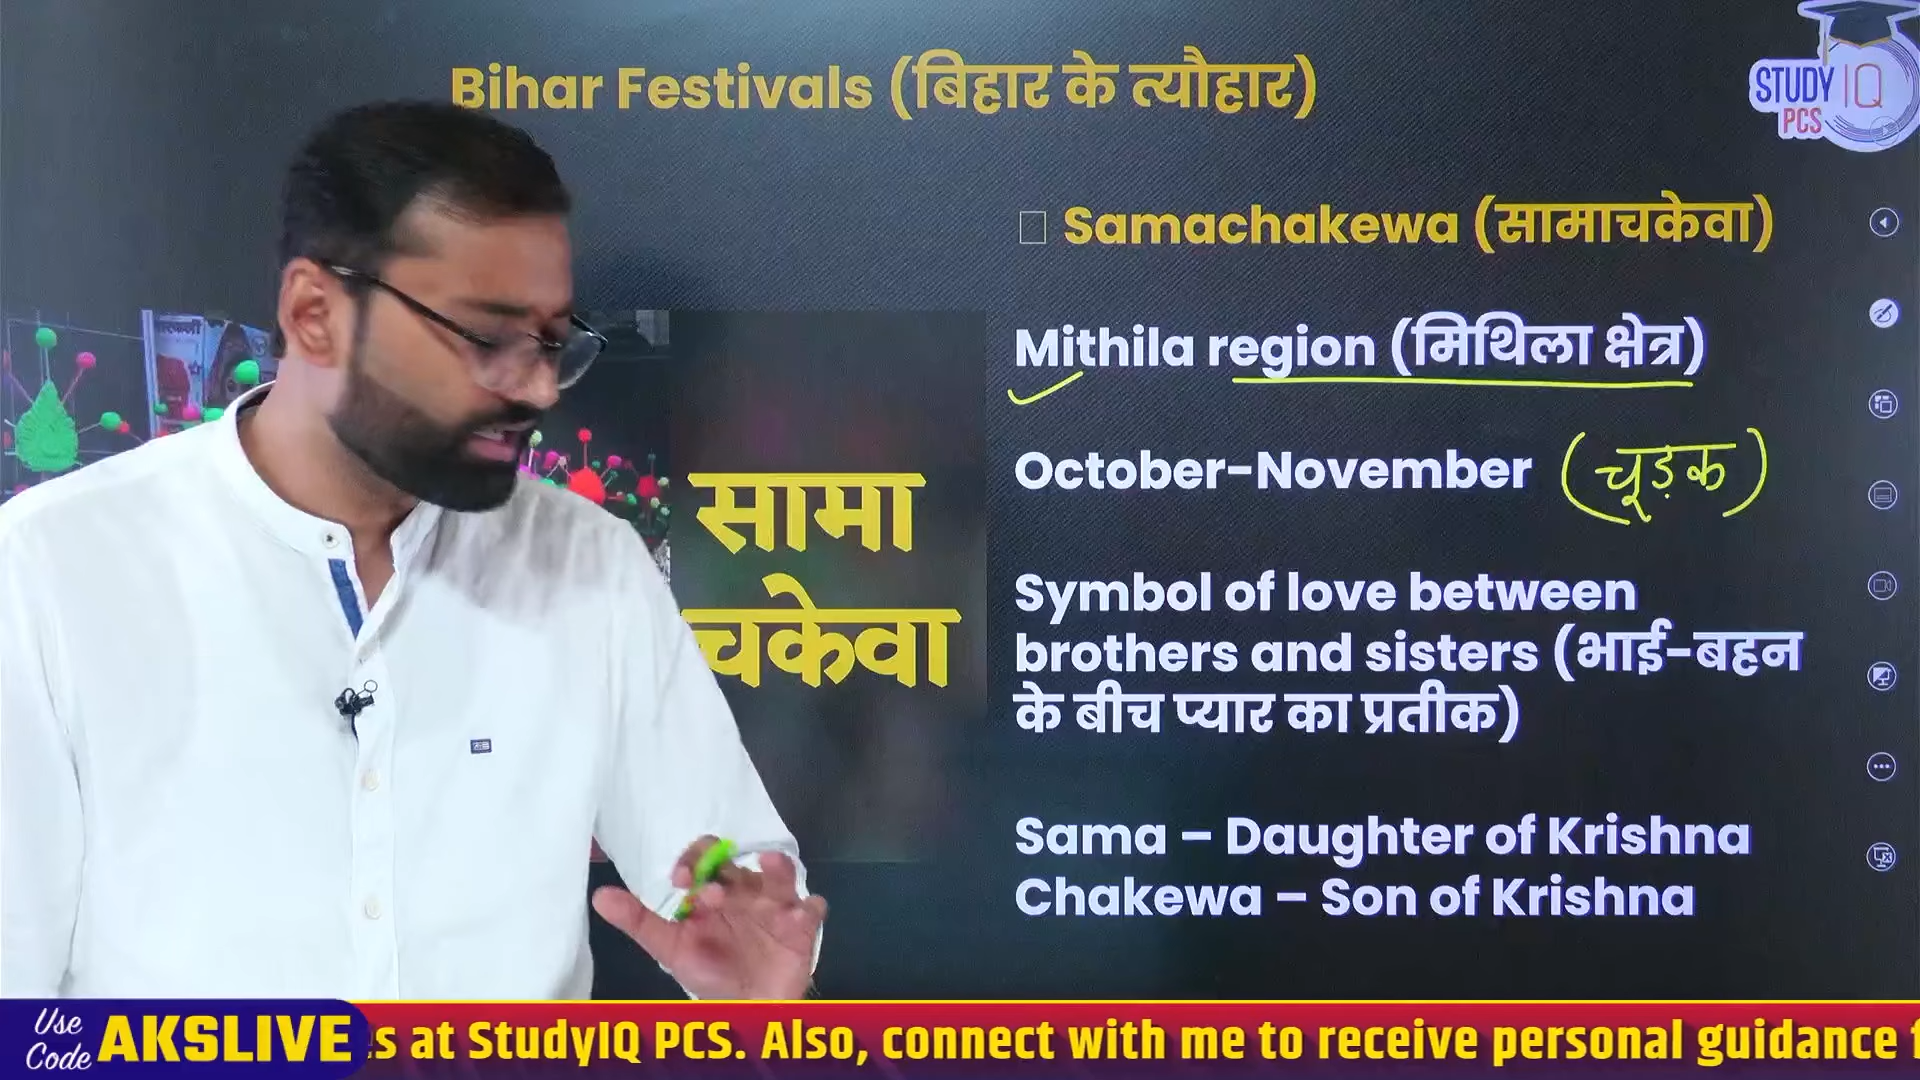 Bihar Festivals (बिहार के त्यौहार)
STUDY IQ
PCS
Samachakewa (सामाचकेवा)
Mithila region (मिथिला क्षेत्र)
October-November (चूड़क)
Symbol of love between
brothers and sisters (भाई-बहन
के बीच प्यार का प्रतीक)
Sama – Daughter of Krishna
Chakewa – Son of Krishna
सामा
चकेवा
Use
Code AKSLIVE
es at StudyIQ PCS. Also, connect with me to receive personal guidance f